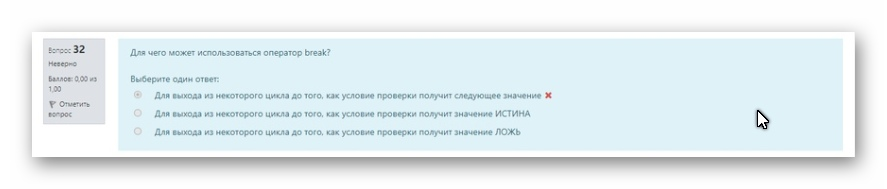 Вопрос 32
Неверно
Баллов: 0,00 из
1,00
Отметить
вопрос
Для чего может использоваться оператор break?
Выберите один ответ:
Для выхода из некоторого цикла до того, как условие проверки получит следующее значение
Для выхода из некоторого цикла до того, как условие проверки получит значение ИСТИНА
Для выхода из некоторого цикла до того, как условие проверки получит значение ЛОЖЬ